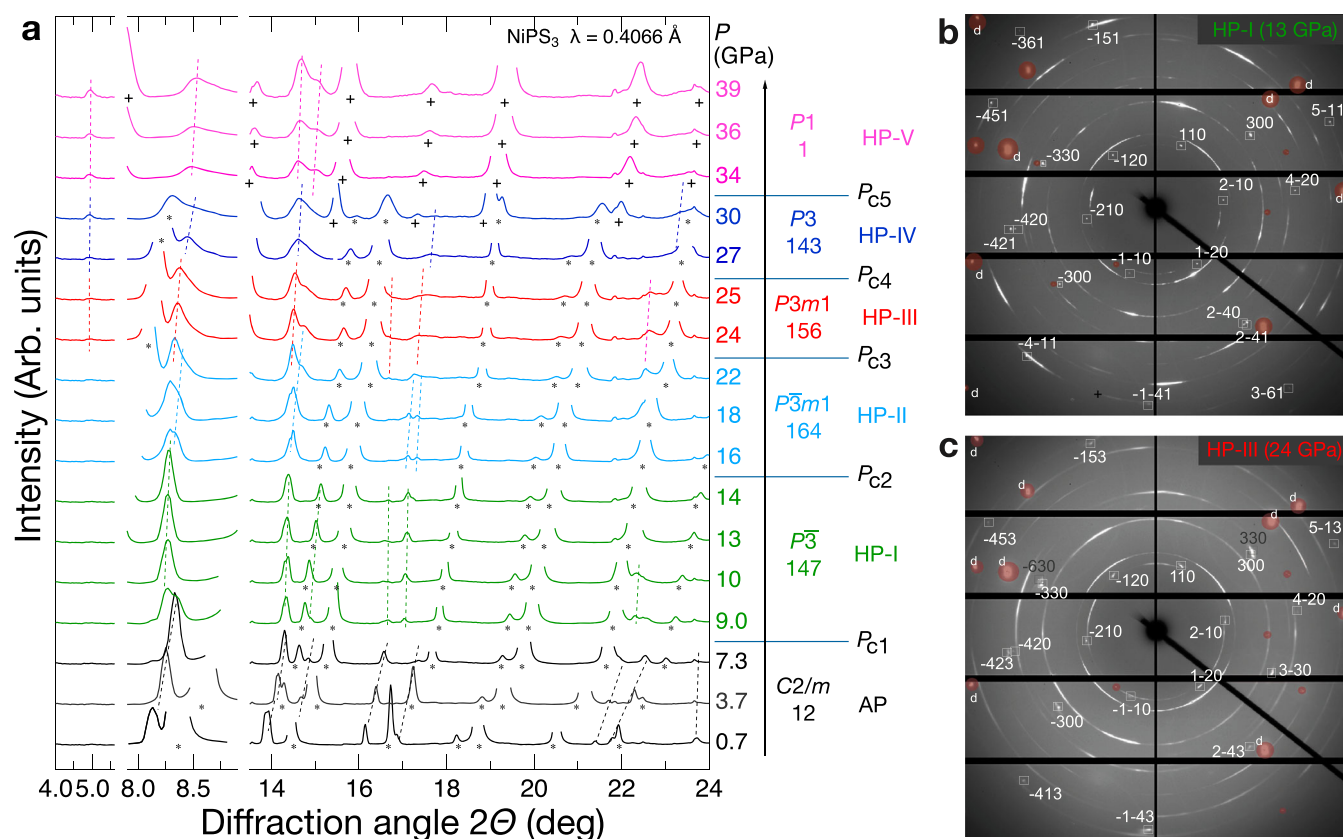 a
NiPS3 λ = 0.4066 Å
P
(GPa)
39
36
34
30
27
25
24
22
18
16
14
13
10
9.0
7.3
3.7
0.7
P1
1
HP-V
Pc5
P3
143
HP-IV
Pc4
P3m1
156
HP-III
Pc3
P3̅m1
164
HP-II
Pc2
P3̅
147
HP-I
Pc1
C2/m
12
AP
Intensity (Arb. units)
4.0 5.0 8.0 8.5 14 16 18 20 22 24
Diffraction angle 2Θ (deg)
b
HP-I (13 GPa)
d
-361
-151
d
-451
d
300
5-11
d
-330
d
-120
110
2-10
4-20
d
-210
-420
-421
d
-1-10
1-20
-300
2-40
d
2-41
-4-11
d
-1-41
3-61
d
c
HP-III (24 GPa)
d
-153
d
d
-453
d
330
5-13
300
d
-630
d
-330
-120
110
4-20
d
-210
2-10
-420
-423
1-20
3-30
d
-300
-1-10
2-43
d
-413
-1-43